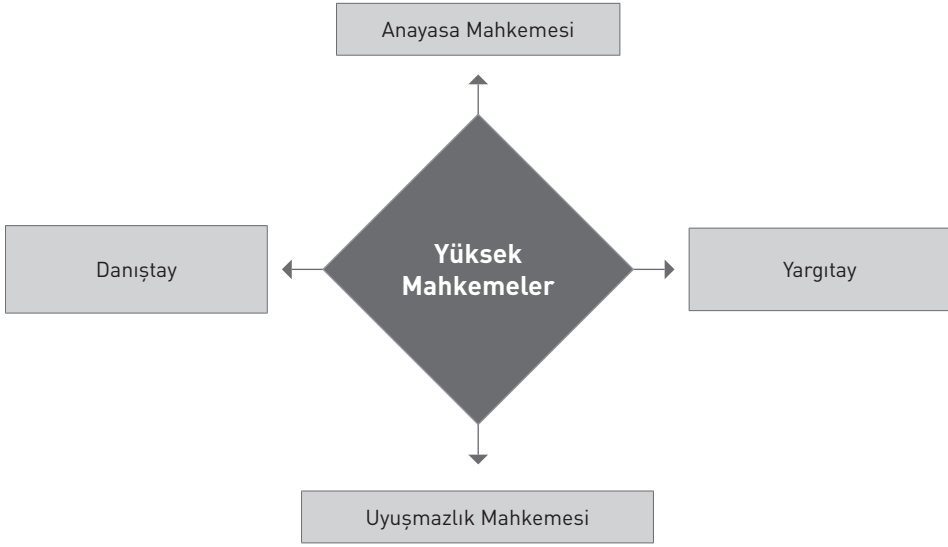 Anayasa Mahkemesi
Danıştay
Yüksek
Mahkemeler
Yargıtay
Uyuşmazlık Mahkemesi